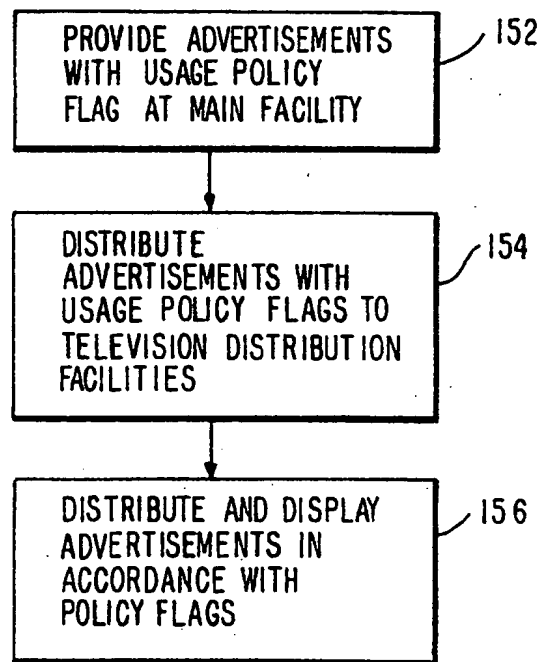 PROVIDE ADVERTISEMENTS
WITH USAGE POLICY
FLAG AT MAIN FACILITY
152
DISTRIBUTE
ADVERTISEMENTS WITH
USAGE POLICY FLAGS TO
TELEVISION DISTRIBUTION
FACILITIES
154
DISTRIBUTE AND DISPLAY
ADVERTISEMENTS IN
ACCORDANCE WITH
POLICY FLAGS
156